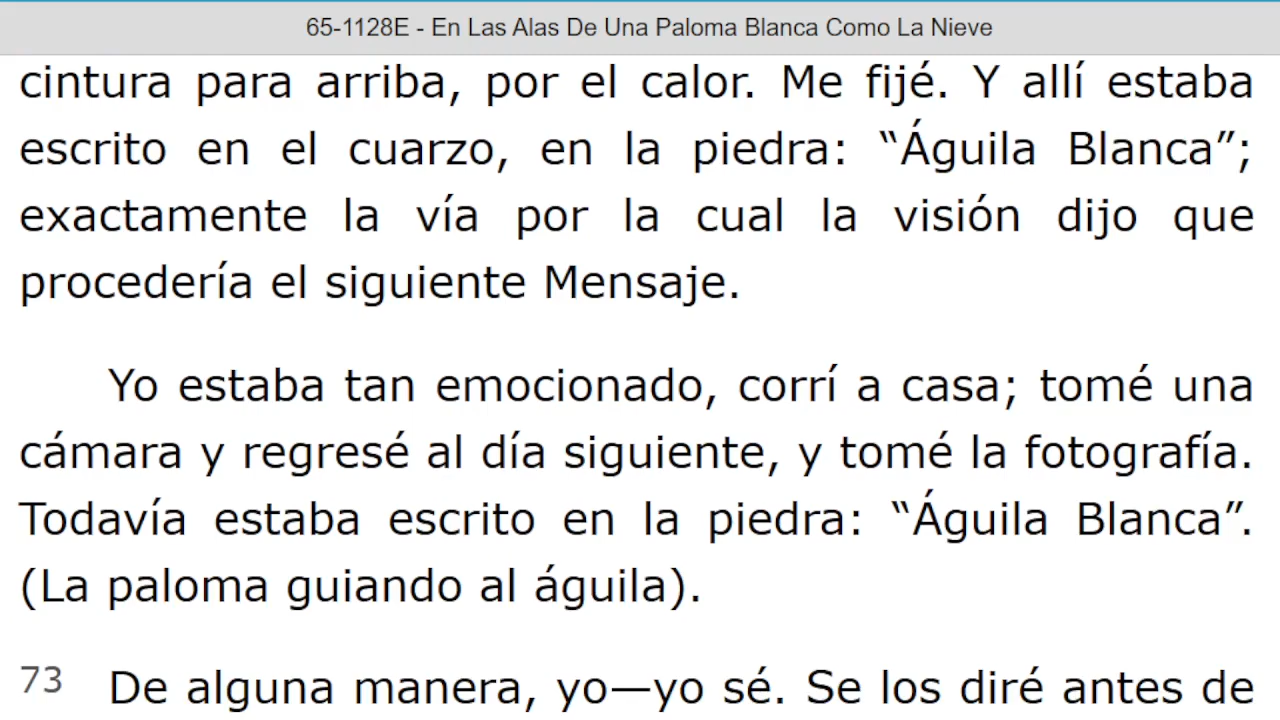 65-1128E - En Las Alas De Una Paloma Blanca Como La Nieve
cintura para arriba, por el calor. Me fijé. Y allí estaba
escrito en el cuarzo, en la piedra: “Águila Blanca”;
exactamente la vía por la cual la visión dijo que
procedería el siguiente Mensaje.
Yo estaba tan emocionado, corrí a casa; tomé una
cámara y regresé al día siguiente, y tomé la fotografía.
Todavía estaba escrito en la piedra: “Águila Blanca”.
(La paloma guiando al águila).
73 De alguna manera, yo—yo sé. Se los diré antes de